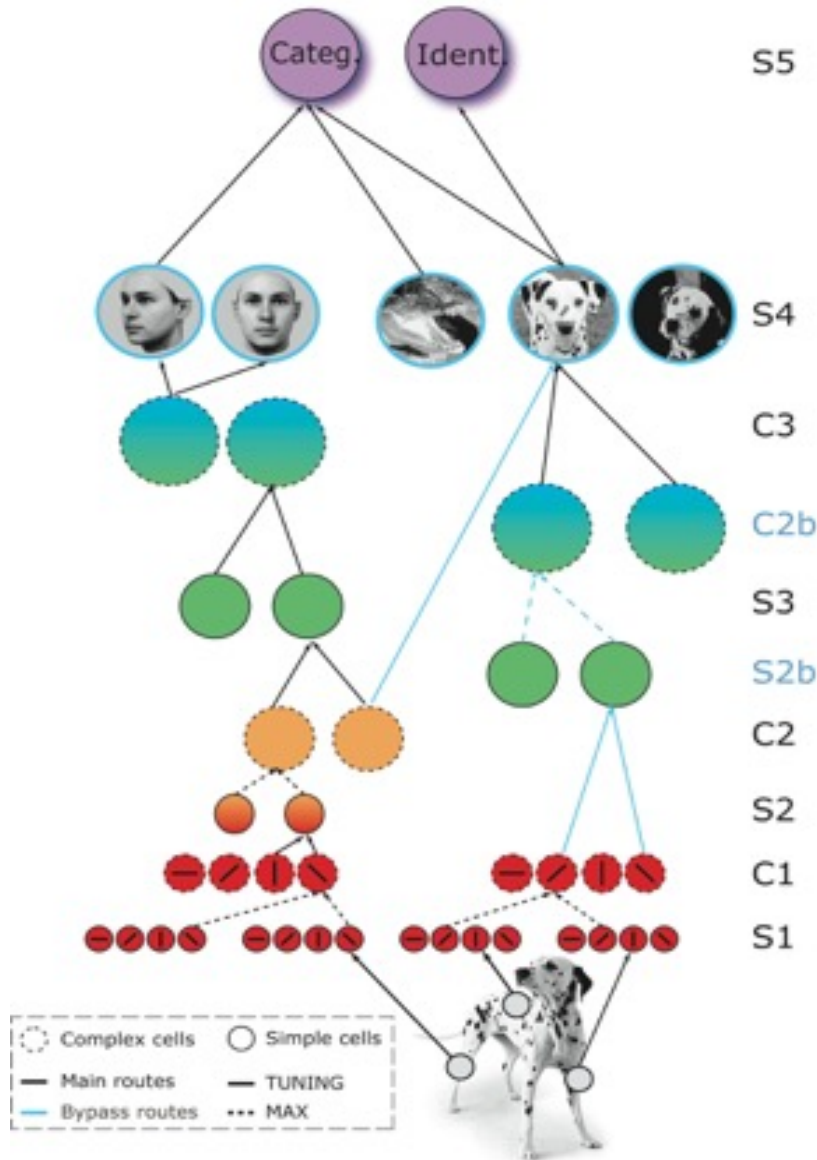 Categ. Ident. S5
S4
C3
C2b
S3
S2b
C2
S2
C1
S1
Complex cells Simple cells
Main routes TUNING
Bypass routes MAX